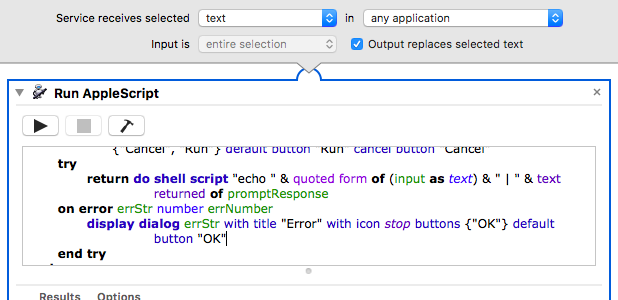 Service receives selected text in any application
Input is entire selection Output replaces selected text
Run AppleScript
{"Cancel", "Run"} default button "Run" cancel button "Cancel"
try
return do shell script "echo " & quoted form of (input as text) & " | " & text
returned of promptResponse
on error errStr number errNumber
display dialog errStr with title "Error" with icon stop buttons {"OK"} default
button "OK"
end try
Results Options